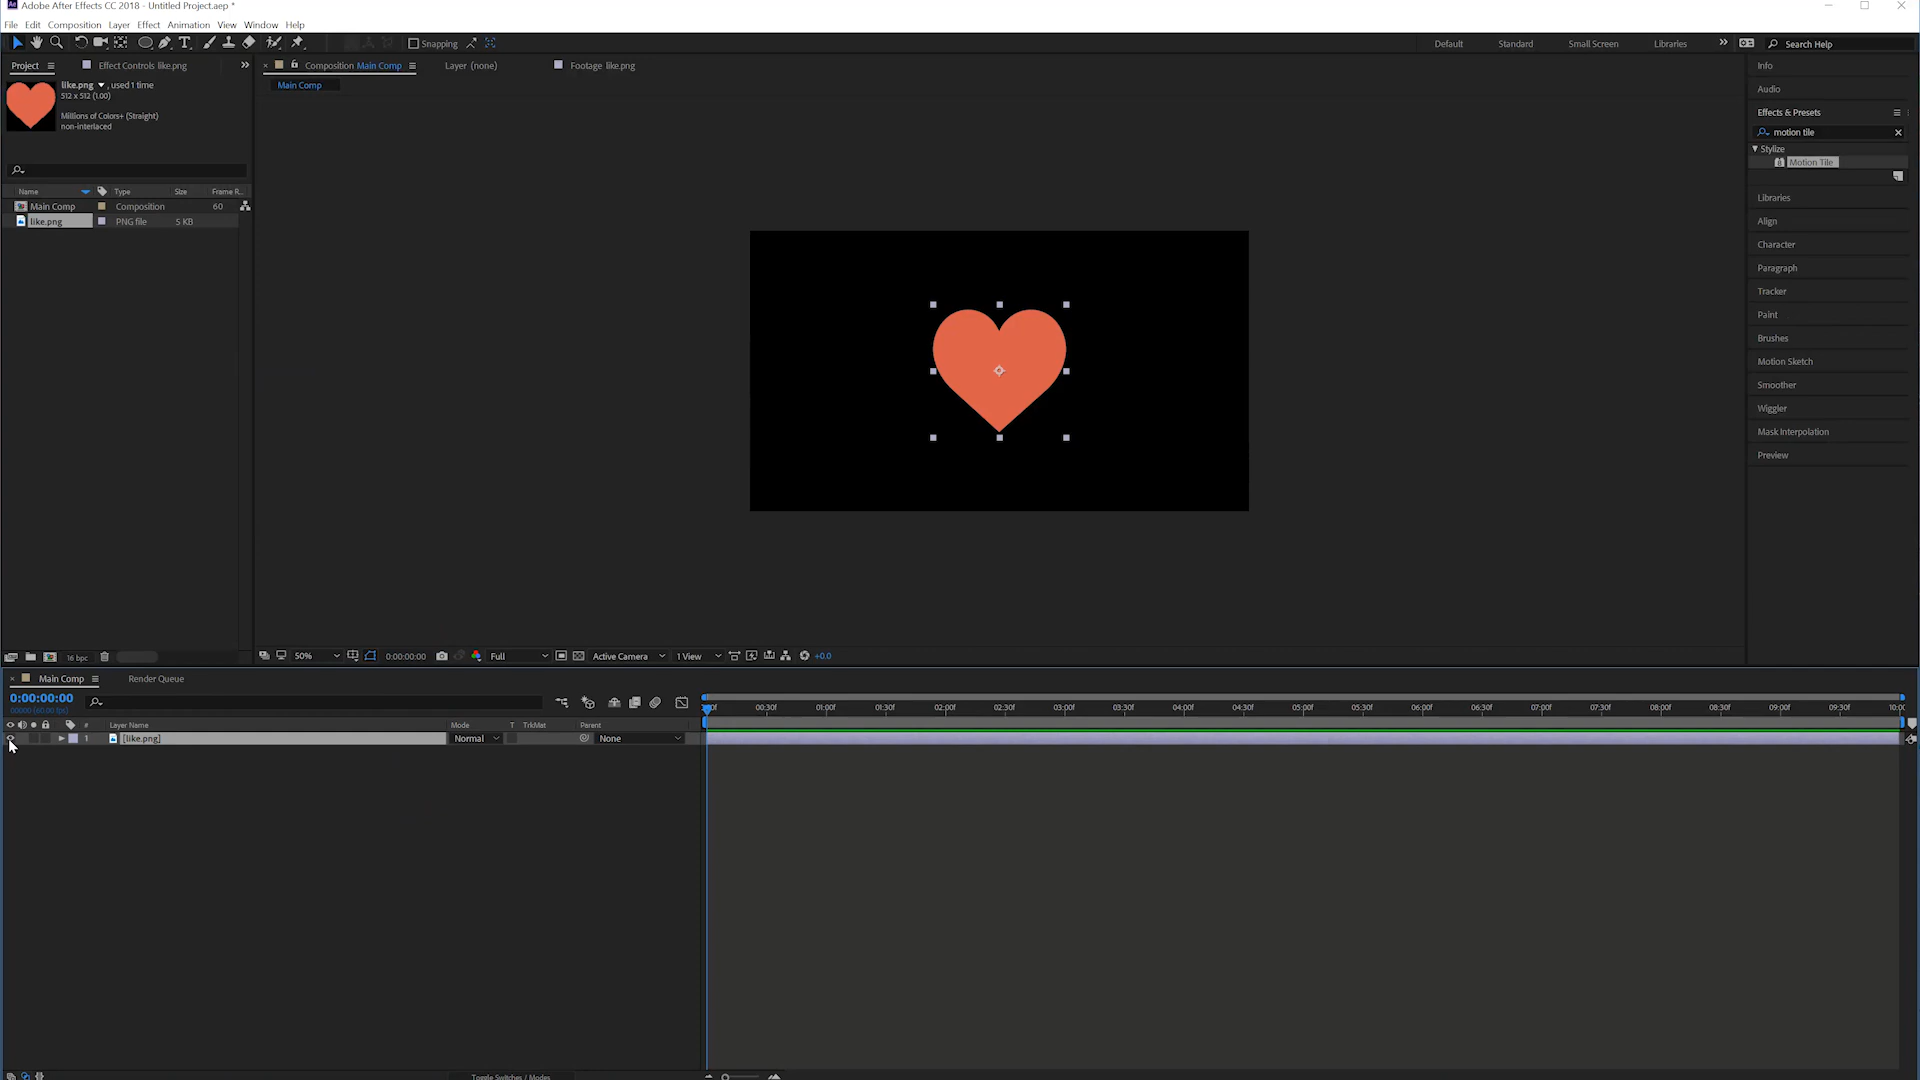 Adobe After Effects CC 2018 - Untitled Project.aep *
File Edit Composition Layer Effect Animation View Window Help
Snapping
Default Standard Small Screen Libraries
Search Help
Project
Effect Controls like.png
Composition Main Comp
Layer (none)
Footage like.png
Main Comp
like.png , used 1 time
512 x 512 (1.00)
Millions of Colors+ (Straight)
non-interlaced
Name Type Size Frame R...
Main Comp Composition 60
like.png PNG file 5 KB
Info
Audio
Effects & Presets
motion tile
Stylize
Motion Tile
Libraries
Align
Character
Paragraph
Tracker
Paint
Brushes
Motion Sketch
Smoother
Wiggler
Mask Interpolation
Preview
16 bpc
50% 0:00:00:00 Full Active Camera 1 View +0.0
Main Comp Render Queue
0:00:00:00
00000 (60.00 fps)
00:30f 01:00f 01:30f 02:00f 02:30f 03:00f 03:30f 04:00f 04:30f 05:00f 05:30f 06:00f 06:30f 07:00f 07:30f 08:00f 08:30f 09:00f 09:30f
# Layer Name Mode T TrkMat Parent
1 [like.png] Normal None
Toggle Switches / Modes